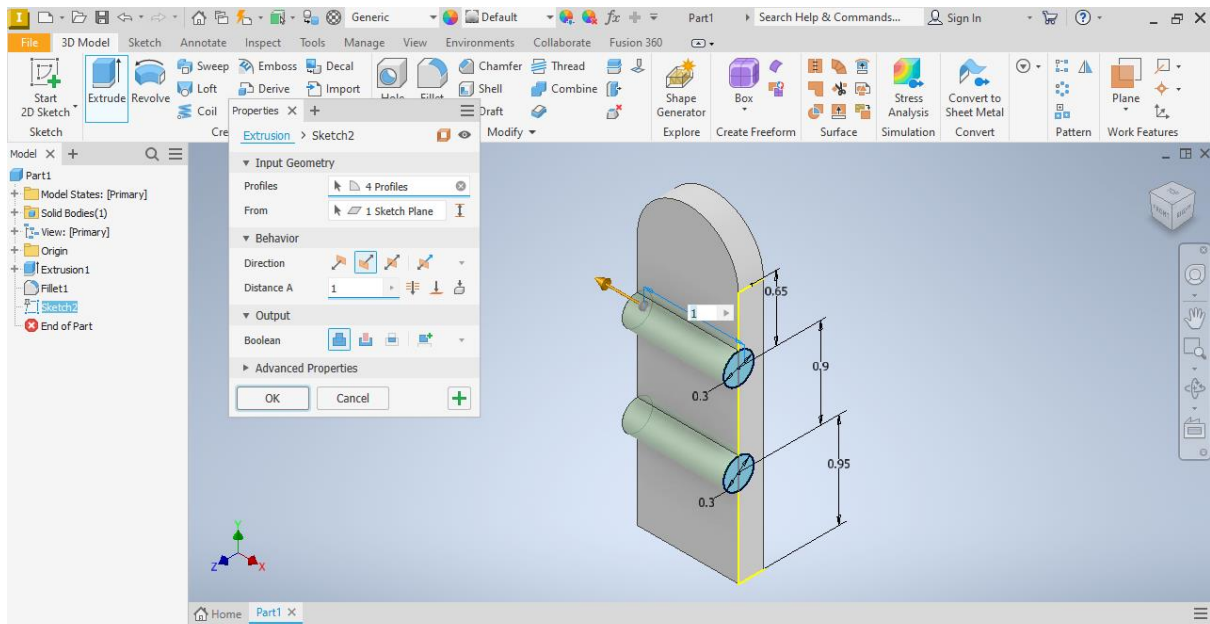 I Generic Default fx Part1 Search Help & Commands... Sign In ?
File 3D Model Sketch Annotate Inspect Tools Manage View Environments Collaborate Fusion 360
Start
2D Sketch
Extrude Revolve
Sweep Emboss Decal
Loft Derive Import
Coil
Chamfer Thread
Shell Combine
Draft
Shape
Generator
Box
Stress
Analysis
Convert to
Sheet Metal
Plane
Sketch Cre Modify Explore Create Freeform Surface Simulation Convert Pattern Work Features
Model × +
Part1
Model States: [Primary]
Solid Bodies(1)
View: [Primary]
Origin
Extrusion1
Fillet1
Sketch2
End of Part
Properties × +
Extrusion > Sketch2
Input Geometry
Profiles 4 Profiles
From 1 Sketch Plane
Behavior
Direction
Distance A 1
Output
Boolean
Advanced Properties
OK Cancel +
0.65
1
0.9
0.3
0.95
0.3
Y
Z X
Home Part1 ×